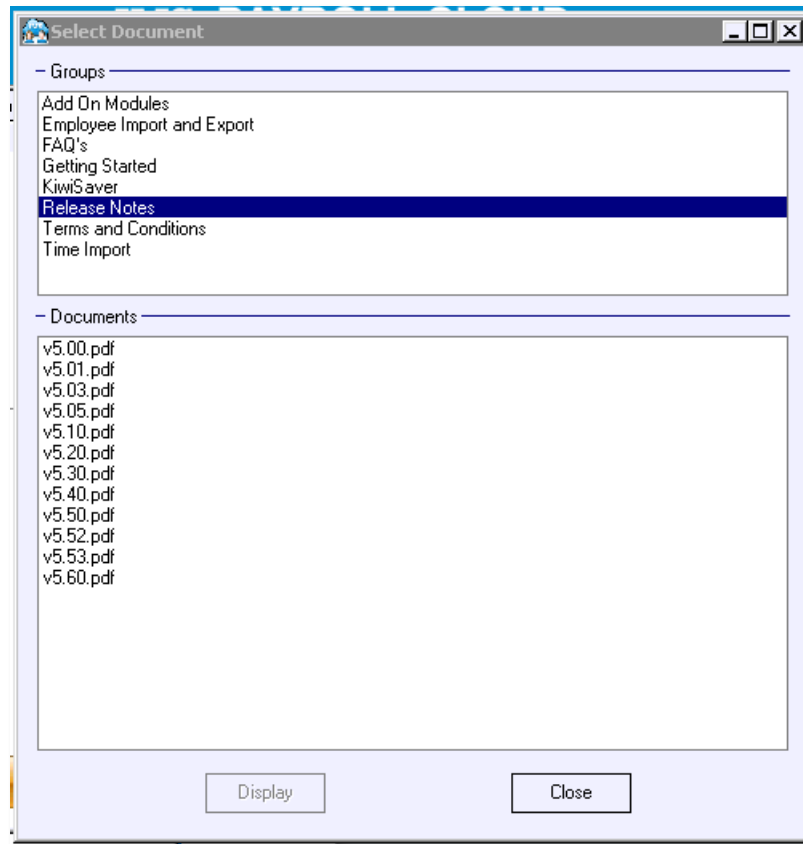 Select Document
Groups
Add On Modules
Employee Import and Export
FAQ's
Getting Started
KiwiSaver
Release Notes
Terms and Conditions
Time Import
Documents
v5.00.pdf
v5.01.pdf
v5.03.pdf
v5.05.pdf
v5.10.pdf
v5.20.pdf
v5.30.pdf
v5.40.pdf
v5.50.pdf
v5.52.pdf
v5.53.pdf
v5.60.pdf
Display Close